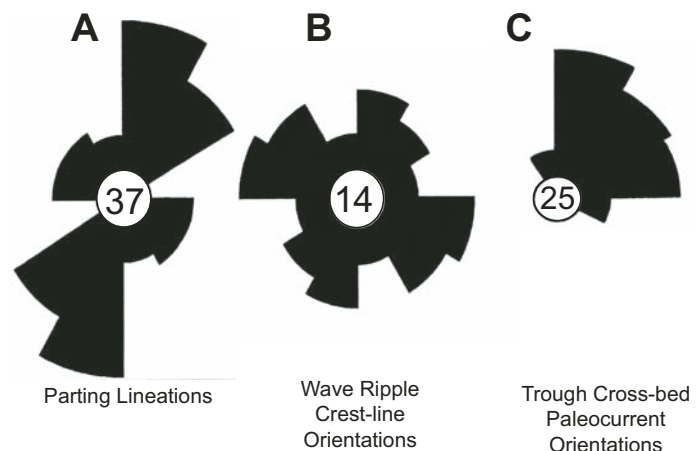 A B C
37 14 25
Parting Lineations
Wave Ripple
Crest-line
Orientations
Trough Cross-bed
Paleocurrent
Orientations